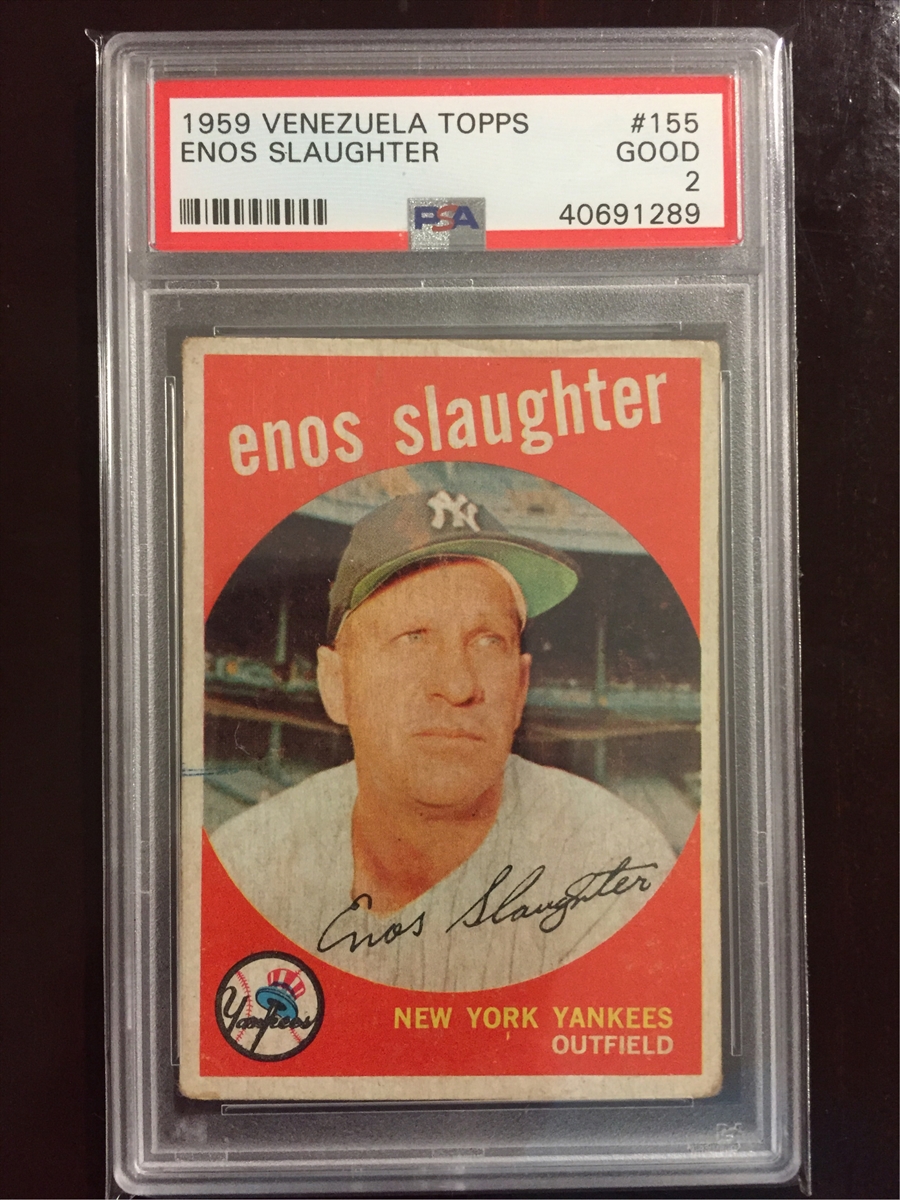 1959 VENEZUELA TOPPS #155
ENOS SLAUGHTER GOOD
2
PSA 40691289
enos slaughter
NY
Enos Slaughter
Yankees
NEW YORK YANKEES
OUTFIELD